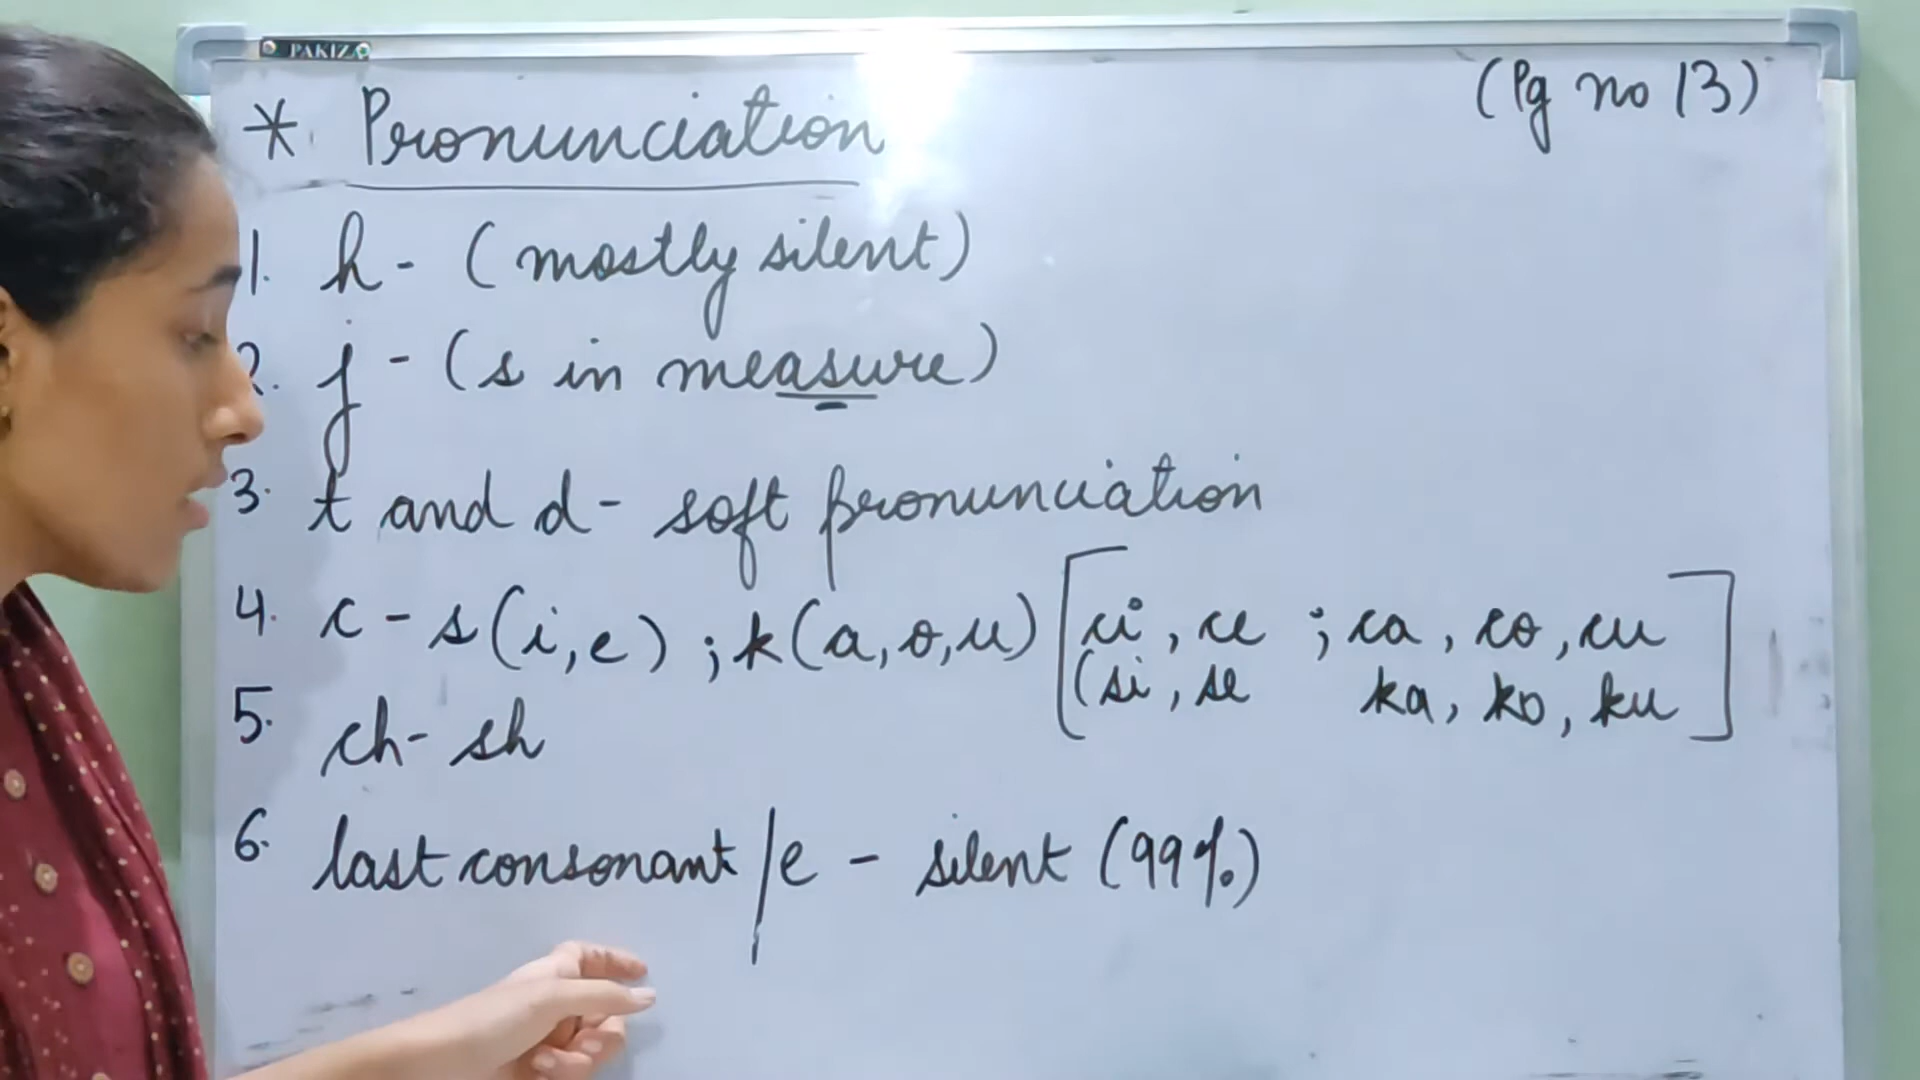 PAKIZA
* Pronunciation
(Pg no 13)
1. h - (mostly silent)
2. j - (s in measure)
3. t and d - soft pronunciation
4. c - s (i, e) ; k (a, o, u) [ci, ce ; ca, co, cu
(si, se ka, ko, ku]
5. ch - sh
6. last consonant / e - silent (99%)